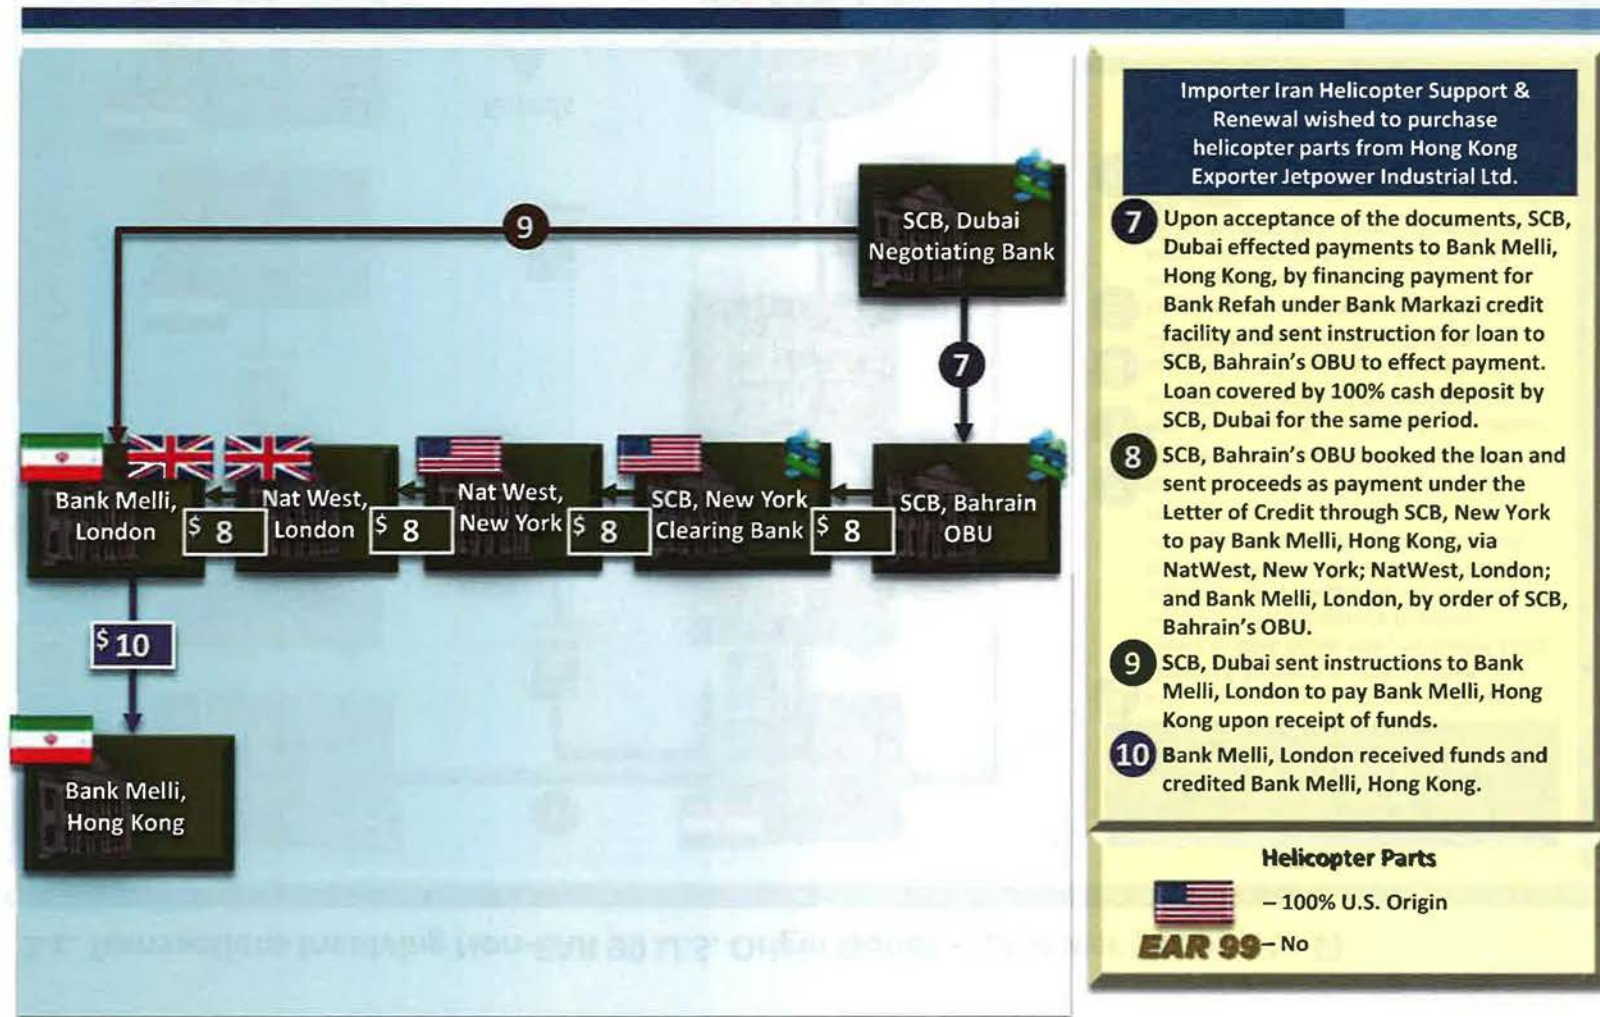 9
SCB, Dubai
Negotiating Bank
7
Bank Melli,
London
$ 8
Nat West,
London
$ 8
Nat West,
New York
$ 8
SCB, New York
Clearing Bank
$ 8
SCB, Bahrain
OBU
$ 10
Bank Melli,
Hong Kong
Importer Iran Helicopter Support &
Renewal wished to purchase
helicopter parts from Hong Kong
Exporter Jetpower Industrial Ltd.
7 Upon acceptance of the documents, SCB,
Dubai effected payments to Bank Melli,
Hong Kong, by financing payment for
Bank Refah under Bank Markazi credit
facility and sent instruction for loan to
SCB, Bahrain's OBU to effect payment.
Loan covered by 100% cash deposit by
SCB, Dubai for the same period.
8 SCB, Bahrain's OBU booked the loan and
sent proceeds as payment under the
Letter of Credit through SCB, New York
to pay Bank Melli, Hong Kong, via
NatWest, New York; NatWest, London;
and Bank Melli, London, by order of SCB,
Bahrain's OBU.
9 SCB, Dubai sent instructions to Bank
Melli, London to pay Bank Melli, Hong
Kong upon receipt of funds.
10 Bank Melli, London received funds and
credited Bank Melli, Hong Kong.
Helicopter Parts
– 100% U.S. Origin
EAR 99 – No